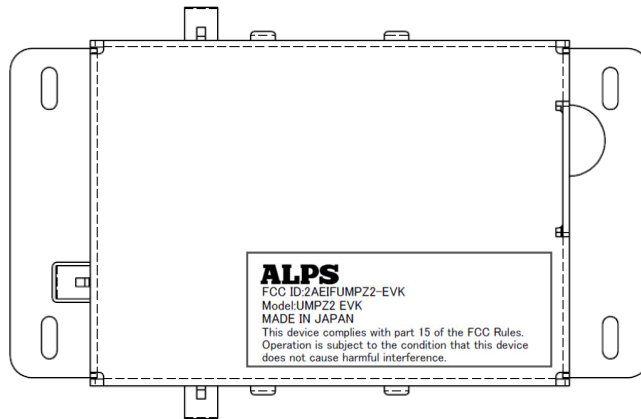 ALPS
FCC ID:2AEIFUMPZ2-EVK
Model:UMPZ2 EVK
MADE IN JAPAN
This device complies with part 15 of the FCC Rules.
Operation is subject to the condition that this device
does not cause harmful interference.